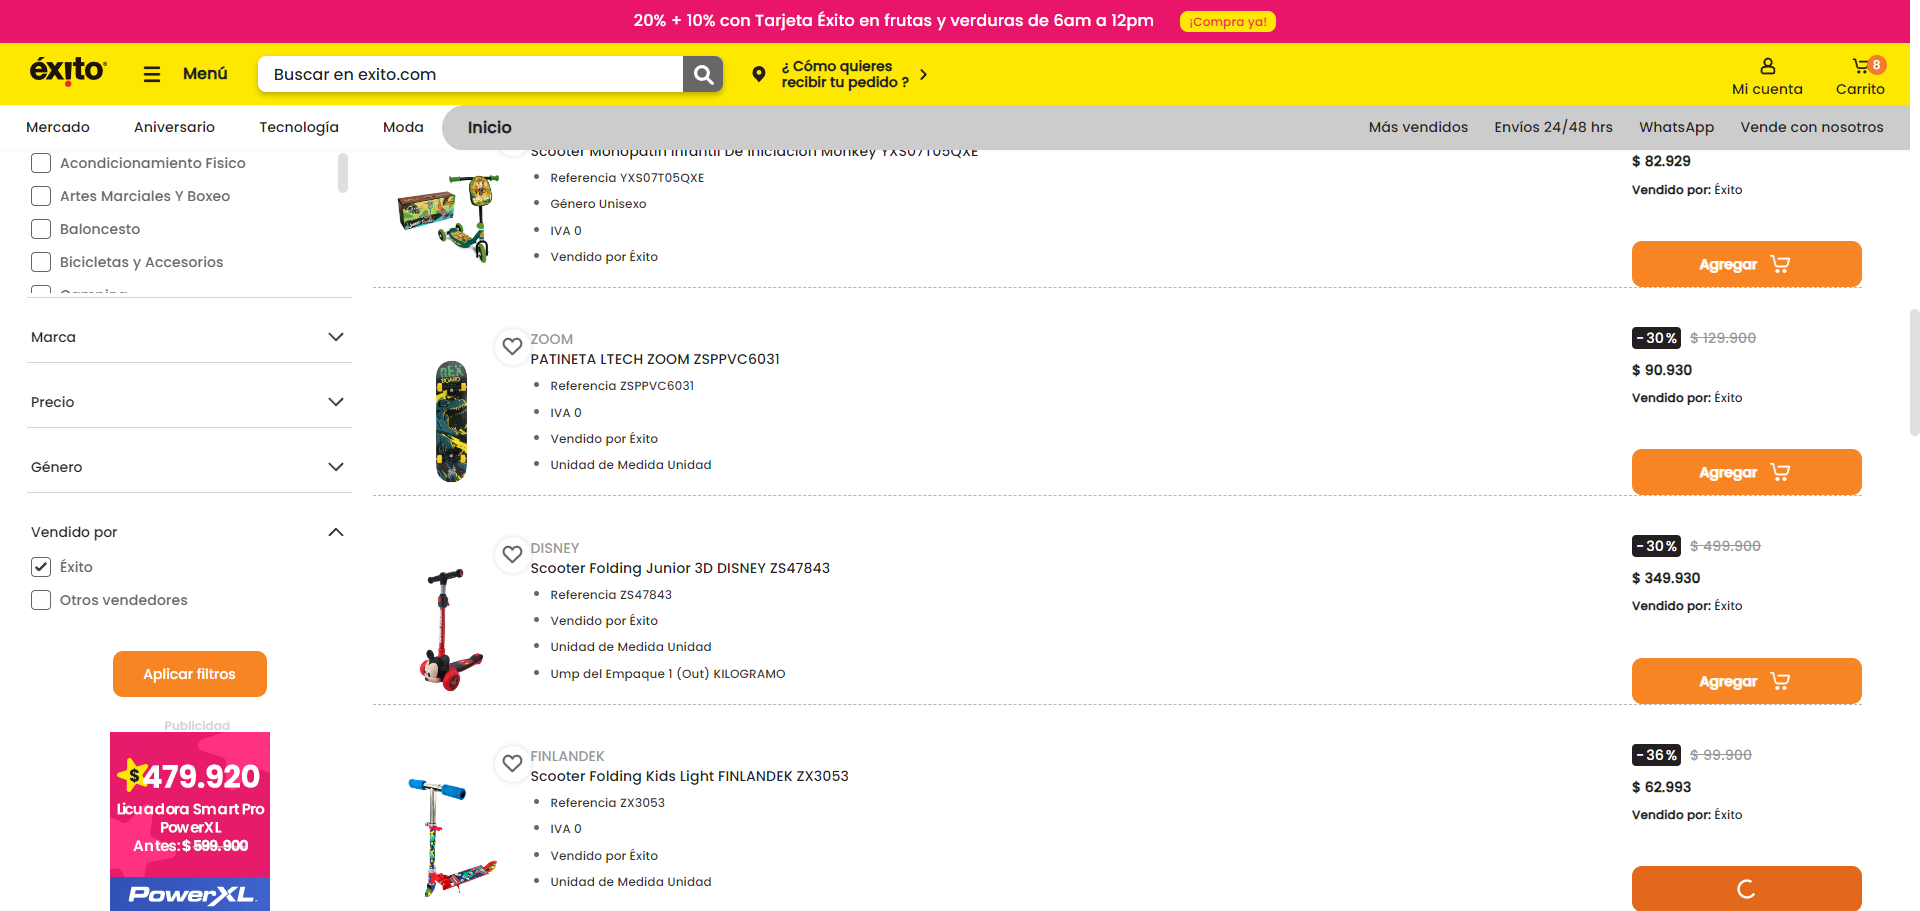 20% + 10% con Tarjeta Éxito en frutas y verduras de 6am a 12pm
¡Compra ya!
éxito
Menú
Buscar en exito.com
¿ Cómo quieres
recibir tu pedido ?
Mi cuenta
8
Carrito
Mercado
Aniversario
Tecnología
Moda
Inicio
Más vendidos
Envíos 24/48 hrs
WhatsApp
Vende con nosotros
Acondicionamiento Fisico
Artes Marciales Y Boxeo
Baloncesto
Bicicletas y Accesorios
Camping
Marca
Precio
Género
Vendido por
Éxito
Otros vendedores
Aplicar filtros
Publicidad
$479.920
Licuadora Smart Pro
PowerXL
Antes: $ 599.900
PowerXL
Scooter Monopatin Infantil De Iniciacion Monkey YXS07T05QXE
Referencia YXS07T05QXE
Género Unisexo
IVA 0
Vendido por Éxito
$ 82.929
Vendido por: Éxito
Agregar
ZOOM
PATINETA LTECH ZOOM ZSPPVC6031
Referencia ZSPPVC6031
IVA 0
Vendido por Éxito
Unidad de Medida Unidad
-30% $ 129.900
$ 90.930
Vendido por: Éxito
Agregar
DISNEY
Scooter Folding Junior 3D DISNEY ZS47843
Referencia ZS47843
Vendido por Éxito
Unidad de Medida Unidad
Ump del Empaque 1 (Out) KILOGRAMO
-30% $ 499.900
$ 349.930
Vendido por: Éxito
Agregar
FINLANDEK
Scooter Folding Kids Light FINLANDEK ZX3053
Referencia ZX3053
IVA 0
Vendido por Éxito
Unidad de Medida Unidad
-36% $ 99.900
$ 62.993
Vendido por: Éxito